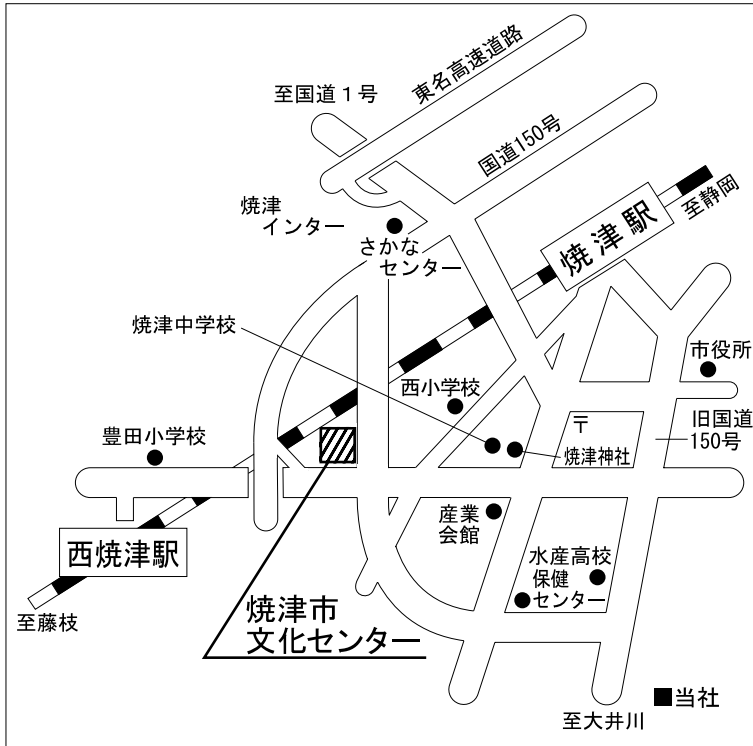 東名高速道路
至国道１号
国道150号
至静岡
焼津
インター
焼津駅
さかな
センター
焼津中学校
市役所
西小学校
〒
旧国道
150号
豊田小学校
焼津神社
産業
会館
西焼津駅
水産高校
保健
センター
至藤枝
焼津市
文化センター
■当社
至大井川